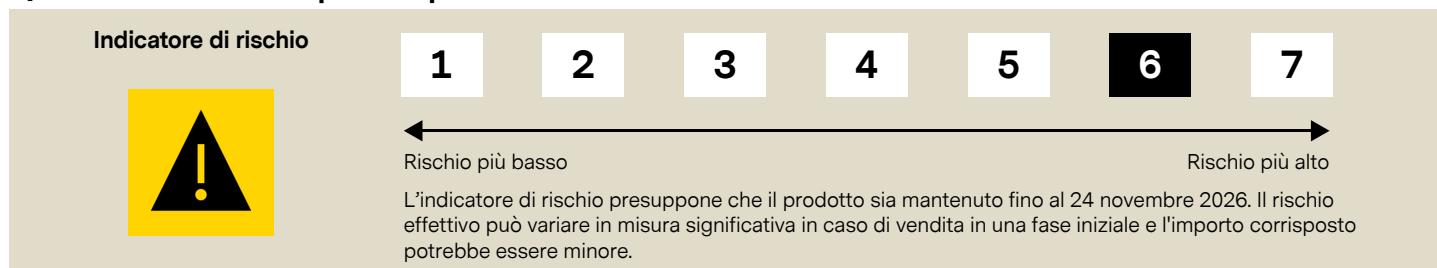 Indicatore di rischio
1 2 3 4 5 6 7
Rischio più basso Rischio più alto
L'indicatore di rischio presuppone che il prodotto sia mantenuto fino al 24 novembre 2026. Il rischio
effettivo può variare in misura significativa in caso di vendita in una fase iniziale e l'importo corrisposto
potrebbe essere minore.